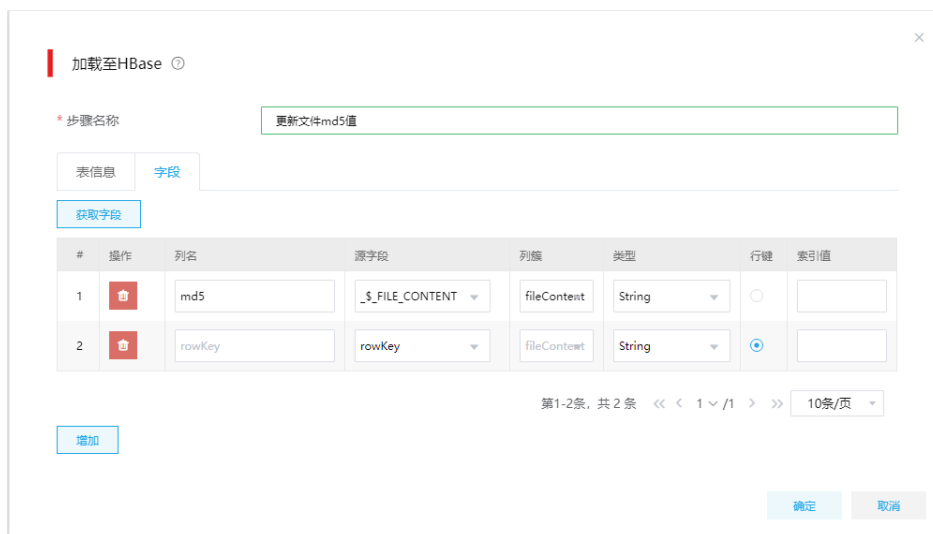 加载至HBase ?
* 步骤名称 更新文件md5值
表信息 字段
获取字段
# 操作 列名 源字段 列簇 类型 行键 索引值
1 md5 _$_FILE_CONTENT fileContent String
2 rowKey rowKey fileContent String
第1-2条, 共 2 条 1 /1 10条/页
增加
确定 取消